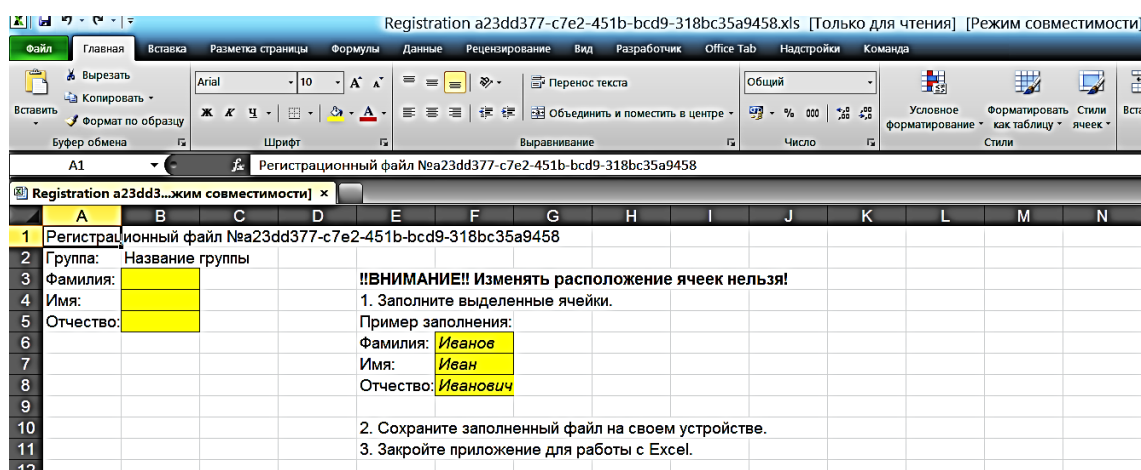 Registration a23dd377-c7e2-451b-bcd9-318bc35a9458.xls [Только для чтения] [Режим совместимости]
Файл Главная Вставка Разметка страницы Формулы Данные Рецензирование Вид Разработчик Office Tab Надстройки Команда
Вставить
Вырезать
Копировать
Формат по образцу
Буфер обмена
Arial 10
Ж К Ч
Шрифт
Перенос текста
Объединить и поместить в центре
Выравнивание
Общий
% 000
Число
Условное форматирование
Форматировать как таблицу
Стили ячеек
Стили
A1 fx Регистрационный файл №a23dd377-c7e2-451b-bcd9-318bc35a9458
Registration a23dd3...жим совместимости] ×
A B C D E F G H I J K L M N
1 Регистрационный файл №a23dd377-c7e2-451b-bcd9-318bc35a9458
2 Группа: Название группы
3 Фамилия: !!ВНИМАНИЕ!! Изменять расположение ячеек нельзя!
4 Имя: 1. Заполните выделенные ячейки.
5 Отчество: Пример заполнения:
6 Фамилия: Иванов
7 Имя: Иван
8 Отчество: Иванович
9
10 2. Сохраните заполненный файл на своем устройстве.
11 3. Закройте приложение для работы с Excel.
12